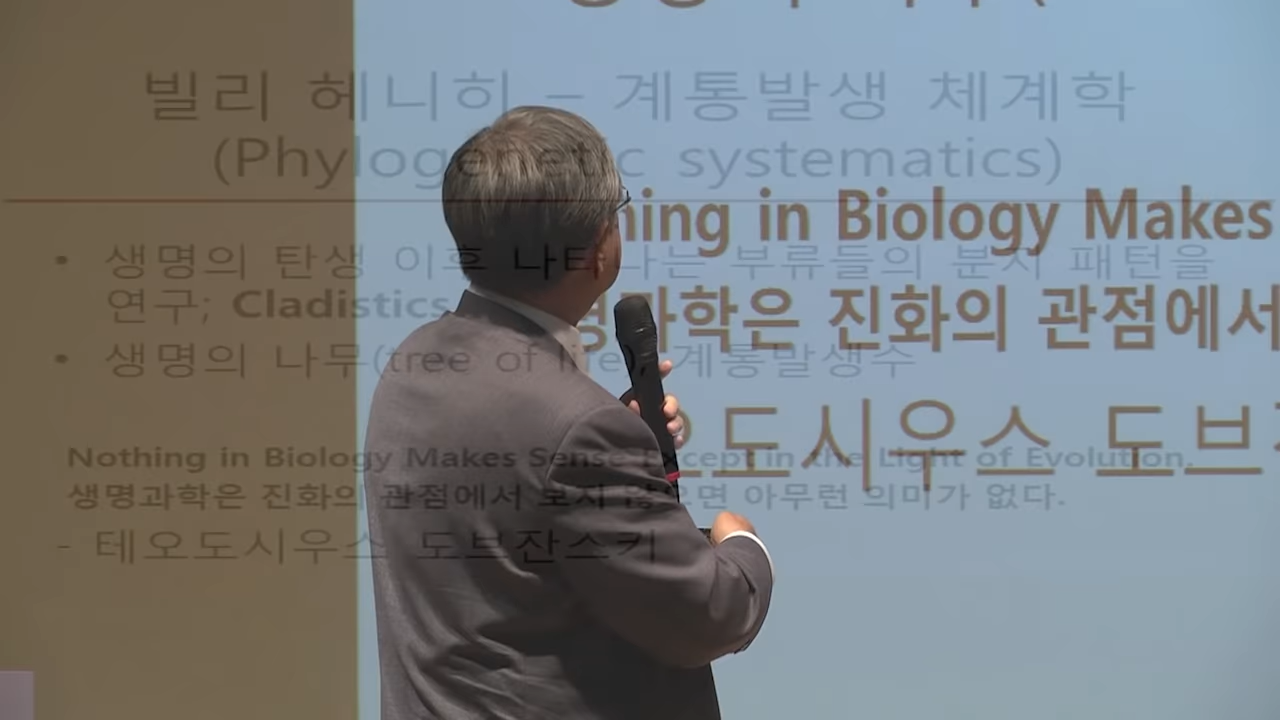 빌리 허니히 – 계통발생 체계학
(Phylogenetic systematics)
• 생명의 탄생 이후 나타나는 부류들의 분지 패턴을
연구; Cladistics
• 생명의 나무(tree of life), 계통발생수
Nothing in Biology Makes Sense Except in the Light of Evolution.
생명과학은 진화의 관점에서 보지 않으면 아무런 의미가 없다.
- 테오도시우스 도브잔스키
hing in Biology Makes
명과학은 진화의 관점에서
오도시우스 도브